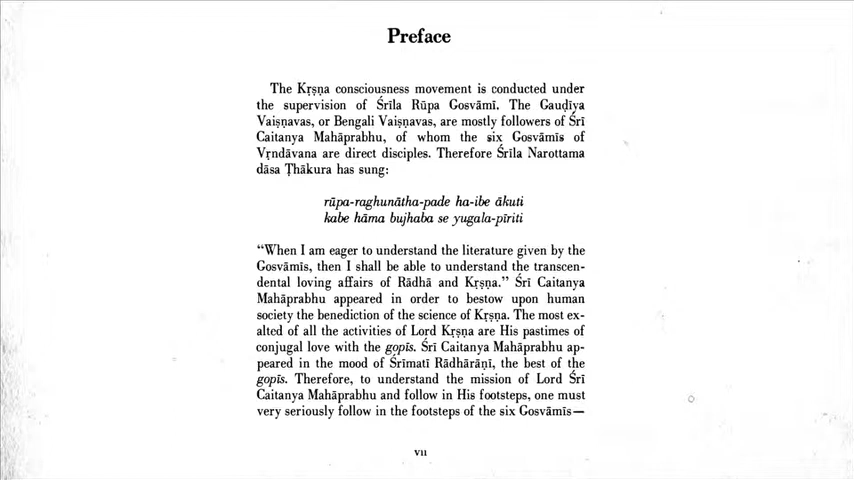 Preface
The Kṛṣṇa consciousness movement is conducted under
the supervision of Śrīla Rūpa Gosvāmī. The Gauḍīya
Vaiṣṇavas, or Bengali Vaiṣṇavas, are mostly followers of Śrī
Caitanya Mahāprabhu, of whom the six Gosvāmīs of
Vṛndāvana are direct disciples. Therefore Śrīla Narottama
dāsa Ṭhākura has sung:
rūpa-raghunātha-pade ha-ibe ākuti
kabe hāma bujhaba se yugala-pīriti
“When I am eager to understand the literature given by the
Gosvāmīs, then I shall be able to understand the transcen-
dental loving affairs of Rādhā and Kṛṣṇa.” Śrī Caitanya
Mahāprabhu appeared in order to bestow upon human
society the benediction of the science of Kṛṣṇa. The most ex-
alted of all the activities of Lord Kṛṣṇa are His pastimes of
conjugal love with the gopīs. Śrī Caitanya Mahāprabhu ap-
peared in the mood of Śrīmatī Rādhārāṇī, the best of the
gopīs. Therefore, to understand the mission of Lord Śrī
Caitanya Mahāprabhu and follow in His footsteps, one must
very seriously follow in the footsteps of the six Gosvāmīs—
vii